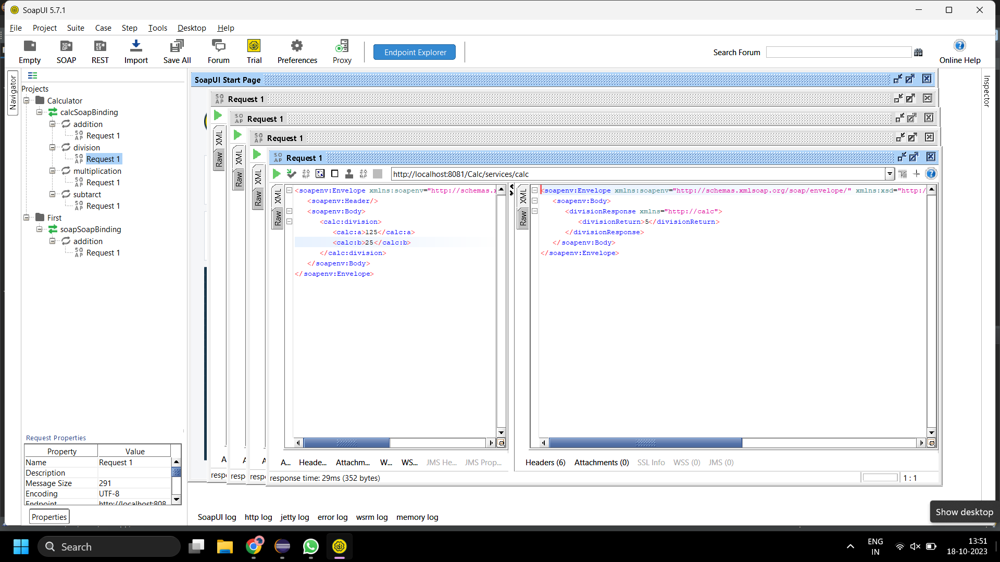 SoapUI 5.7.1
File Project Suite Case Step Tools Desktop Help
Empty SOAP REST Import Save All Forum Trial Preferences Proxy Endpoint Explorer Search Forum Online Help
Navigator
Projects
Calculator
calcSoapBinding
addition
Request 1
division
Request 1
multiplication
Request 1
subtarct
Request 1
First
soapSoapBinding
addition
Request 1
Request Properties
Property Value
Name Request 1
Description
Message Size 291
Encoding UTF-8
Endpoint http://localhost:808
Properties
SoapUI Start Page
Request 1
XML
Raw
Request 1
XML
Raw
Request 1
XML
Raw
Request 1
http://localhost:8081/Calc/services/calc
XML
Raw
<soapenv:Envelope xmlns:soapenv="http://schemas.x
<soapenv:Header/>
<soapenv:Body>
<calc:division>
<calc:a>125</calc:a>
<calc:b>25</calc:b>
</calc:division>
</soapenv:Body>
</soapenv:Envelope>
XML
Raw
<soapenv:Envelope xmlns:soapenv="http://schemas.xmlsoap.org/soap/envelope/" xmlns:xsd="http:/
<soapenv:Body>
<divisionResponse xmlns="http://calc">
<divisionReturn>5</divisionReturn>
</divisionResponse>
</soapenv:Body>
</soapenv:Envelope>
A A A A... Heade... Attachm... W... WS... JMS He... JMS Prop...
Headers (6) Attachments (0) SSL Info WSS (0) JMS (0)
respo respo respo response time: 29ms (352 bytes)
1 : 1
Inspector
SoapUI log http log jetty log error log wsrm log memory log
Show desktop
Search
ENG
IN
13:51
18-10-2023